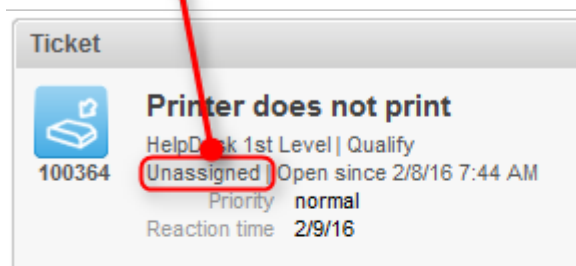 Ticket
Printer does not print
HelpDesk 1st Level | Qualify
100364
Unassigned | Open since 2/8/16 7:44 AM
Priority normal
Reaction time 2/9/16